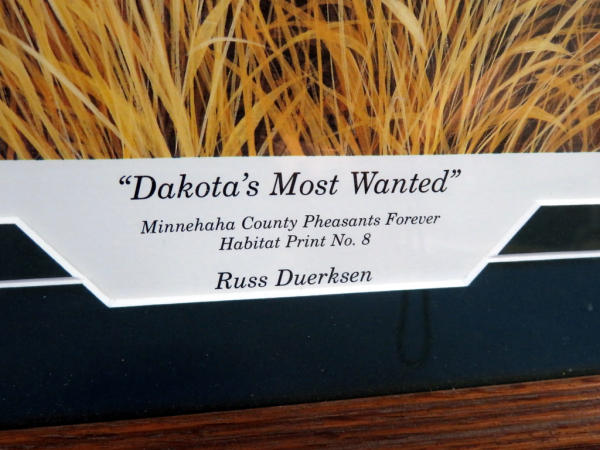 “Dakota’s Most Wanted”
Minnehaha County Pheasants Forever
Habitat Print No. 8
Russ Duerksen